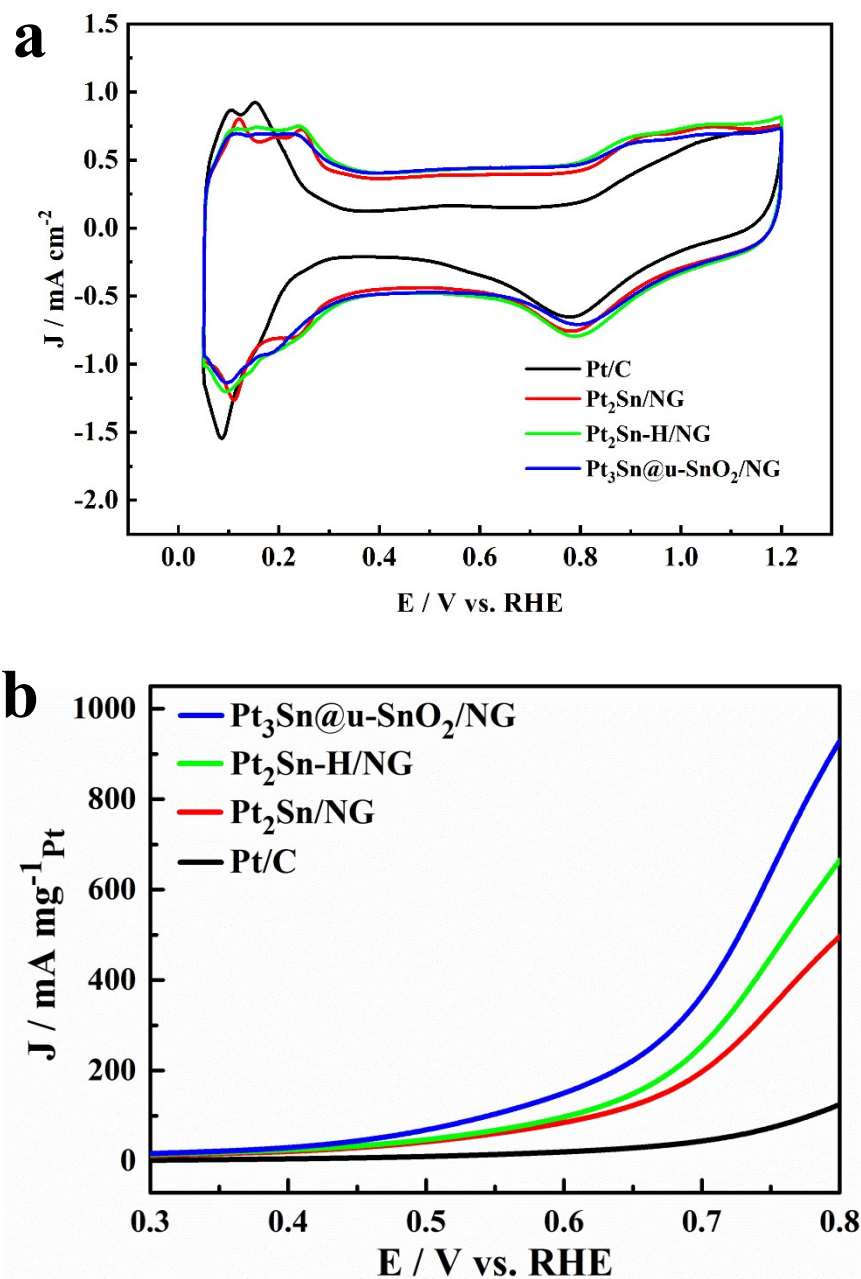 a
1.5
1.0
0.5
0.0
-0.5
-1.0
-1.5
-2.0
J / mA cm⁻²
Pt/C
Pt₂Sn/NG
Pt₂Sn-H/NG
Pt₃Sn@u-SnO₂/NG
0.0 0.2 0.4 0.6 0.8 1.0 1.2
E / V vs. RHE
b
1000
800
600
400
200
0
J / mA mg⁻¹Pt
Pt₃Sn@u-SnO₂/NG
Pt₂Sn-H/NG
Pt₂Sn/NG
Pt/C
0.3 0.4 0.5 0.6 0.7 0.8
E / V vs. RHE